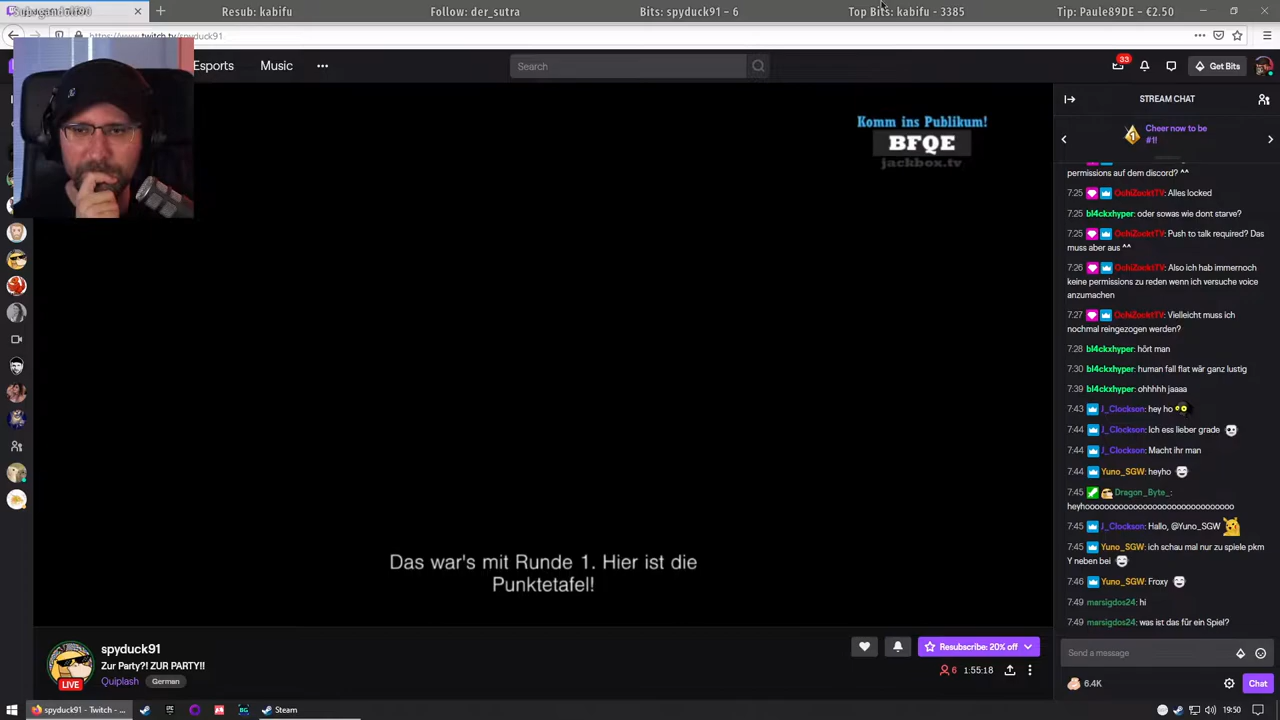 Resub: kabifu
Follow: der_sutra
Bits: spyduck91 - 6
Top Bits: kabifu - 3385
Tip: Paule89DE - €2.50
https://www.twitch.tv/spyduck91
Esports
Music
Search
33
Get Bits
Komm ins Publikum!
BFQE
jackbox.tv
STREAM CHAT
Cheer now to be
#1!
permissions auf dem discord? ^^
7:25 OchiZocktTV: Alles locked
7:25 bl4ckxhyper: oder sowas wie dont starve?
7:25 OchiZocktTV: Push to talk required? Das
muss aber aus ^^
7:26 OchiZocktTV: Also ich hab immernoch
keine permissions zu reden wenn ich versuche voice
anzumachen
7:27 OchiZocktTV: Vielleicht muss ich
nochmal reingezogen werden?
7:28 bl4ckxhyper: hört man
7:30 bl4ckxhyper: human fall flat wär ganz lustig
7:39 bl4ckxhyper: ohhhhh jaaaa
7:43 J_Clockson: hey ho
7:44 J_Clockson: Ich ess lieber grade
7:44 J_Clockson: Macht ihr man
7:44 Yuno_SGW: heyho
7:45 Dragon_Byte_:
heyhooooooooooooooooooooooooooooo
7:45 J_Clockson: Hallo, @Yuno_SGW
7:45 Yuno_SGW: ich schau mal nur zu spiele pkm
Y neben bei
7:46 Yuno_SGW: Froxy
7:49 marsigdos24: hi
7:49 marsigdos24: was ist das für ein Spiel?
Das war's mit Runde 1. Hier ist die
Punktetafel!
spyduck91
Zur Party?! ZUR PARTY!!
Quiplash
German
LIVE
Resubscribe: 20% off
6
1:55:18
Send a message
6.4K
Chat
spyduck91 - Twitch - ...
Steam
19:50